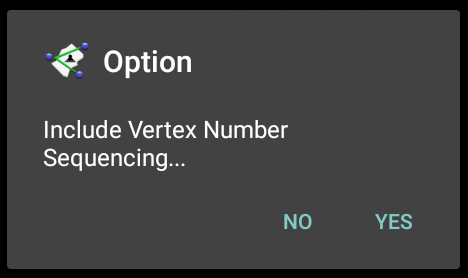 Option
Include Vertex Number
Sequencing...
NO YES